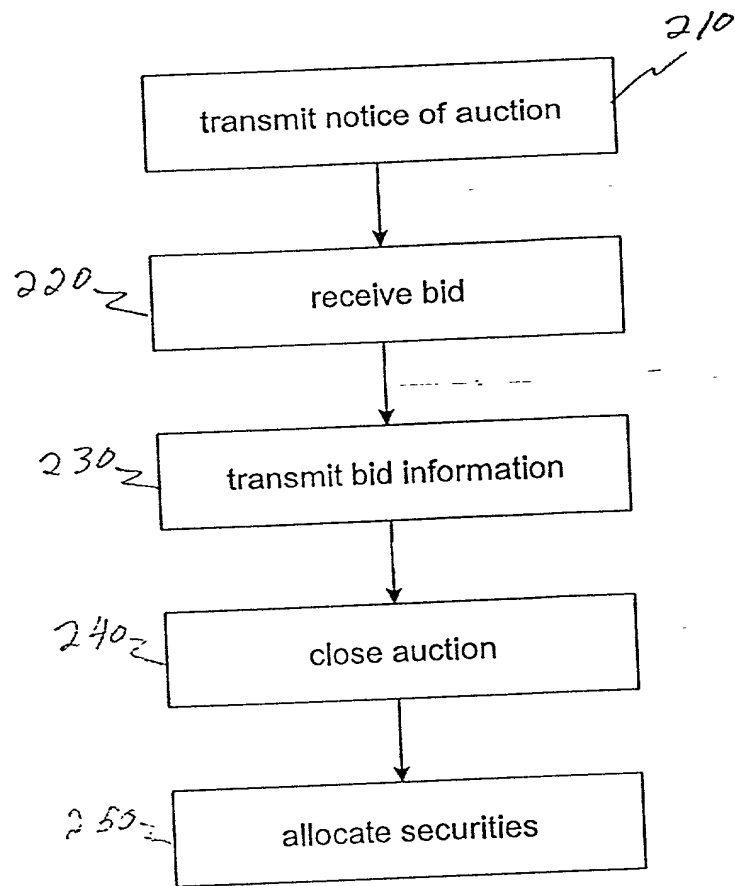 210
transmit notice of auction
220
receive bid
230
transmit bid information
240
close auction
250
allocate securities